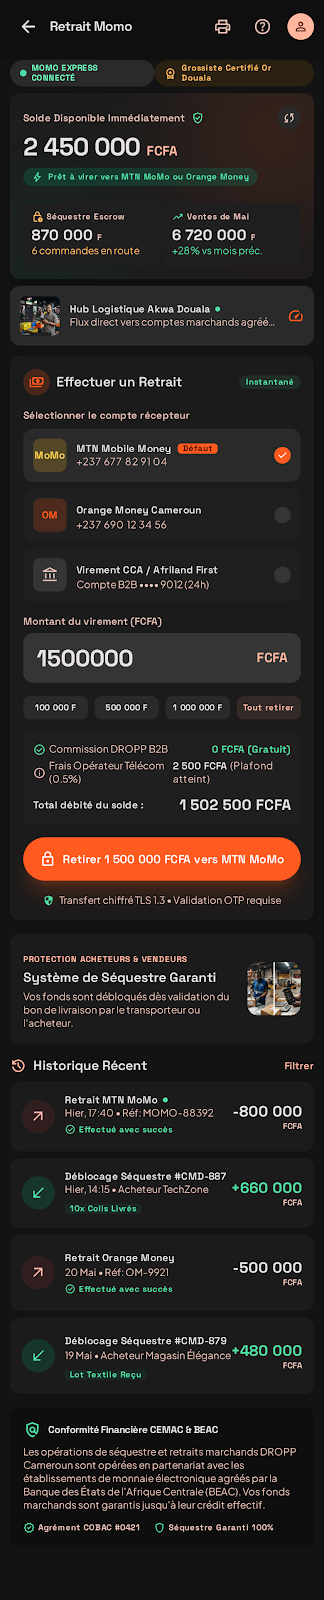 Retrait Momo
MOMO EXPRESS
CONNECTÉ
Grossiste Certifié Or
Douala
Solde Disponible Immédiatement
2 450 000 FCFA
Prêt à virer vers MTN MoMo ou Orange Money
Séquestre Escrow
870 000 F
6 commandes en route
Ventes de Mai
6 720 000 F
+28% vs mois préc.
Hub Logistique Akwa Douala
Flux direct vers comptes marchands agréé...
Effectuer un Retrait
Instantané
Sélectionner le compte récepteur
MoMo
MTN Mobile Money Défaut
+237 677 82 91 04
OM
Orange Money Cameroun
+237 690 12 34 56
Virement CCA / Afriland First
Compte B2B •••• 9012 (24h)
Montant du virement (FCFA)
1500000 FCFA
100 000 F
500 000 F
1 000 000 F
Tout retirer
Commission DROPP B2B 0 FCFA (Gratuit)
Frais Opérateur Télécom
(0.5%)
2 500 FCFA (Plafond
atteint)
Total débité du solde : 1 502 500 FCFA
Retirer 1 500 000 FCFA vers MTN MoMo
Transfert chiffré TLS 1.3 • Validation OTP requise
PROTECTION ACHETEURS & VENDEURS
Système de Séquestre Garanti
Vos fonds sont débloqués dès validation du
bon de livraison par le transporteur ou
l'acheteur.
Historique Récent
Filtrer
Retrait MTN MoMo
Hier, 17:40 • Réf: MOMO-88392
Effectué avec succès
-800 000
FCFA
Déblocage Séquestre #CMD-887
Hier, 14:15 • Acheteur TechZone
10x Colis Livrés
+660 000
FCFA
Retrait Orange Money
20 Mai • Réf: OM-9921
Effectué avec succès
-500 000
FCFA
Déblocage Séquestre #CMD-879
19 Mai • Acheteur Magasin Élégance
Lot Textile Reçu
+480 000
FCFA
Conformité Financière CEMAC & BEAC
Les opérations de séquestre et retraits marchands DROPP
Cameroun sont opérées en partenariat avec les
établissements de monnaie électronique agréés par la
Banque des États de l'Afrique Centrale (BEAC). Vos fonds
marchands sont garantis jusqu'à leur crédit effectif.
Agrément COBAC #0421
Séquestre Garanti 100%